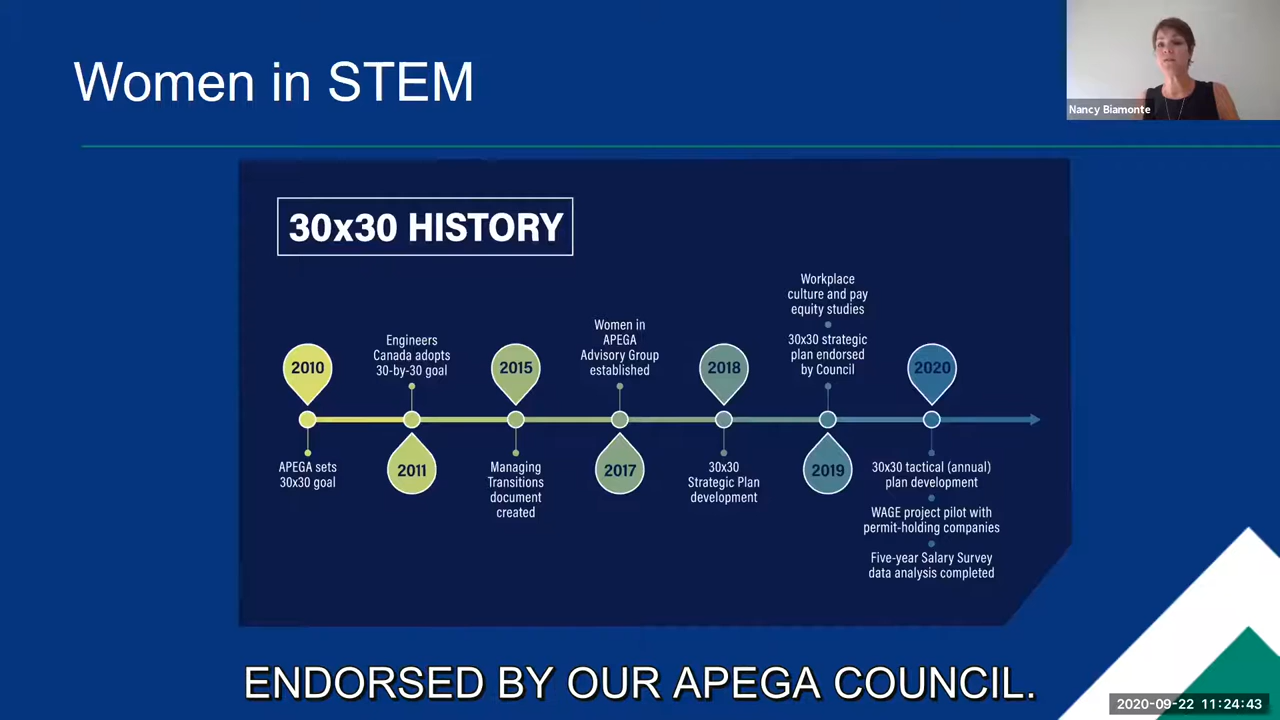 Women in STEM
Nancy Biamonte
30x30 HISTORY
2010
APEGA sets
30x30 goal
Engineers
Canada adopts
30-by-30 goal
2011
2015
Managing
Transitions
document
created
Women in
APEGA
Advisory Group
established
2017
2018
30x30
Strategic Plan
development
Workplace
culture and pay
equity studies
30x30 strategic
plan endorsed
by Council
2019
2020
30x30 tactical (annual)
plan development
WAGE project pilot with
permit-holding companies
Five-year Salary Survey
data analysis completed
ENDORSED BY OUR APEGA COUNCIL.
2020-09-22 11:24:43